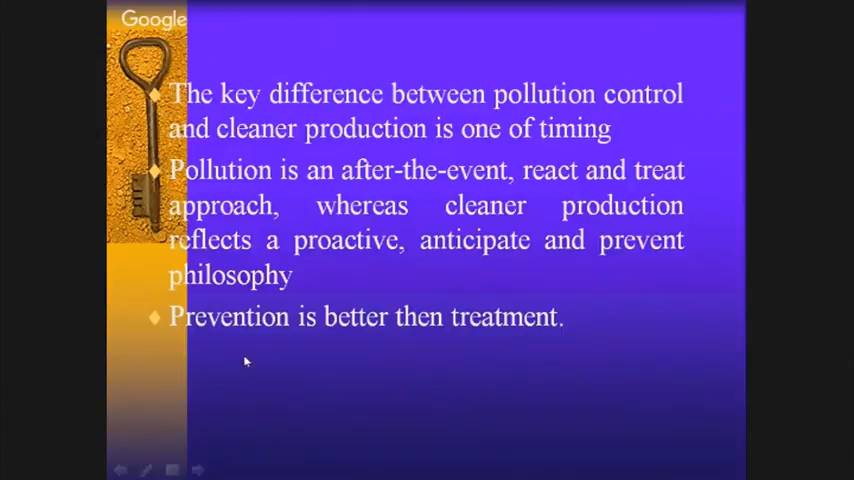 Google
The key difference between pollution control
and cleaner production is one of timing
Pollution is an after-the-event, react and treat
approach, whereas cleaner production
reflects a proactive, anticipate and prevent
philosophy
Prevention is better then treatment.